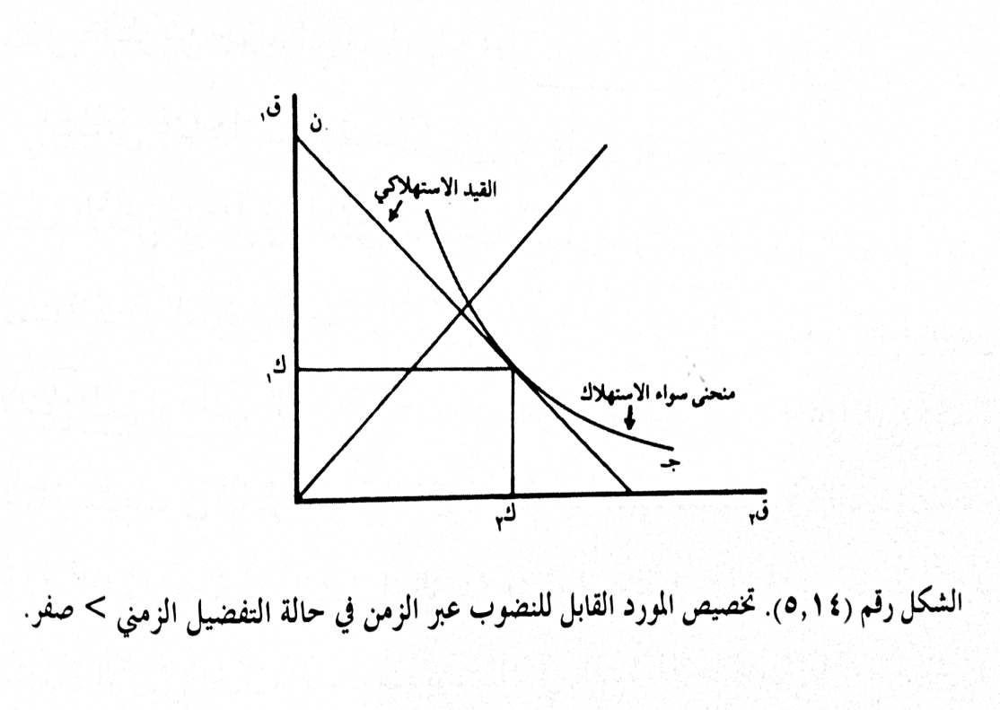 ق١
ن
القيد الاستهلاكي
ك١
منحنى سواء الاستهلاك
جـ
ك٢
ق٢
الشكل رقم (٥,١٤). تخصيص المورد القابل للنضوب عبر الزمن في حالة التفضيل الزمني > صفر.